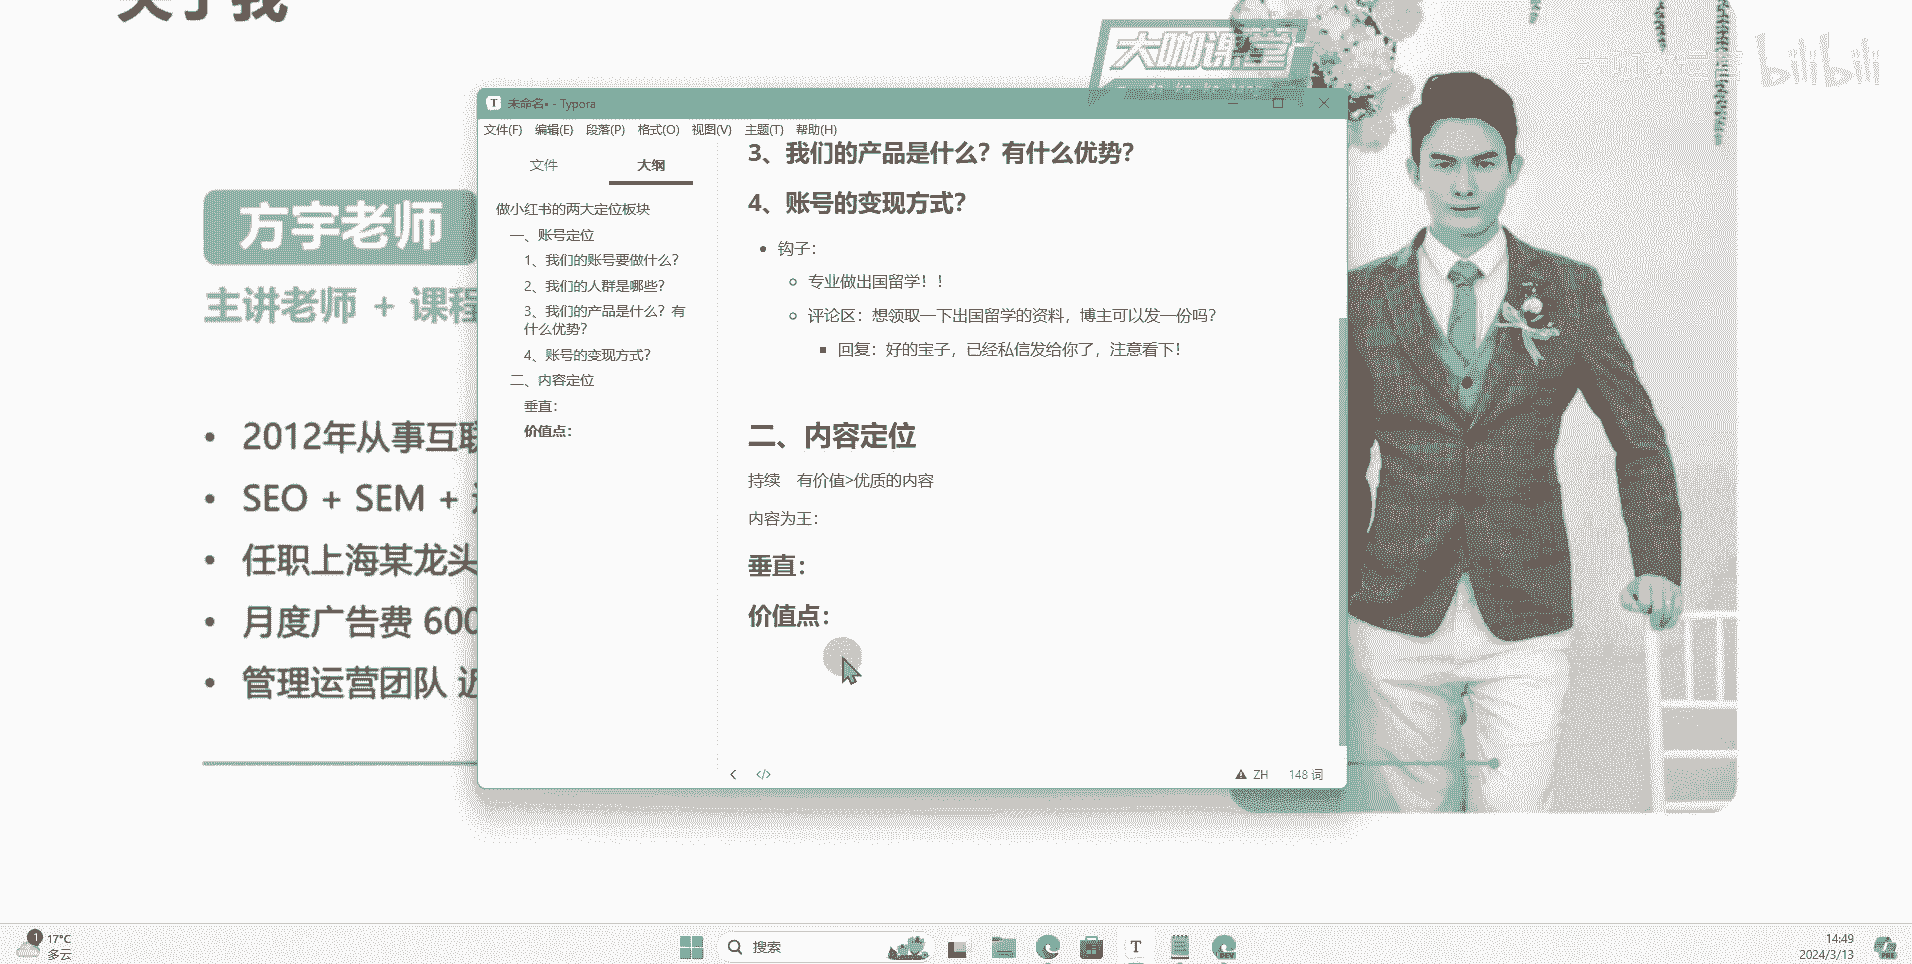 关于我
大咖课堂
bilibili
方宇老师
主讲老师 + 课程
2012年从事互联
SEO + SEM +
任职上海某龙头
月度广告费 600
管理运营团队 近
未命名• - Typora
文件(F) 编辑(E) 段落(P) 格式(O) 视图(V) 主题(T) 帮助(H)
文件 大纲
做小红书的两大定位板块
一、账号定位
1、我们的账号要做什么？
2、我们的人群是哪些？
3、我们的产品是什么？有
什么优势？
4、账号的变现方式？
二、内容定位
垂直：
价值点：
3、我们的产品是什么？有什么优势？
4、账号的变现方式？
钩子：
专业做出国留学！！
评论区：想领取一下出国留学的资料，博主可以发一份吗？
回复：好的宝子，已经私信发给你了，注意看下！
二、内容定位
持续 有价值>优质的内容
内容为王：
垂直：
价值点：
</> ZH 148 词
1 17°C
多云
搜索
T
DEV
14:49
2024/3/13
PRE